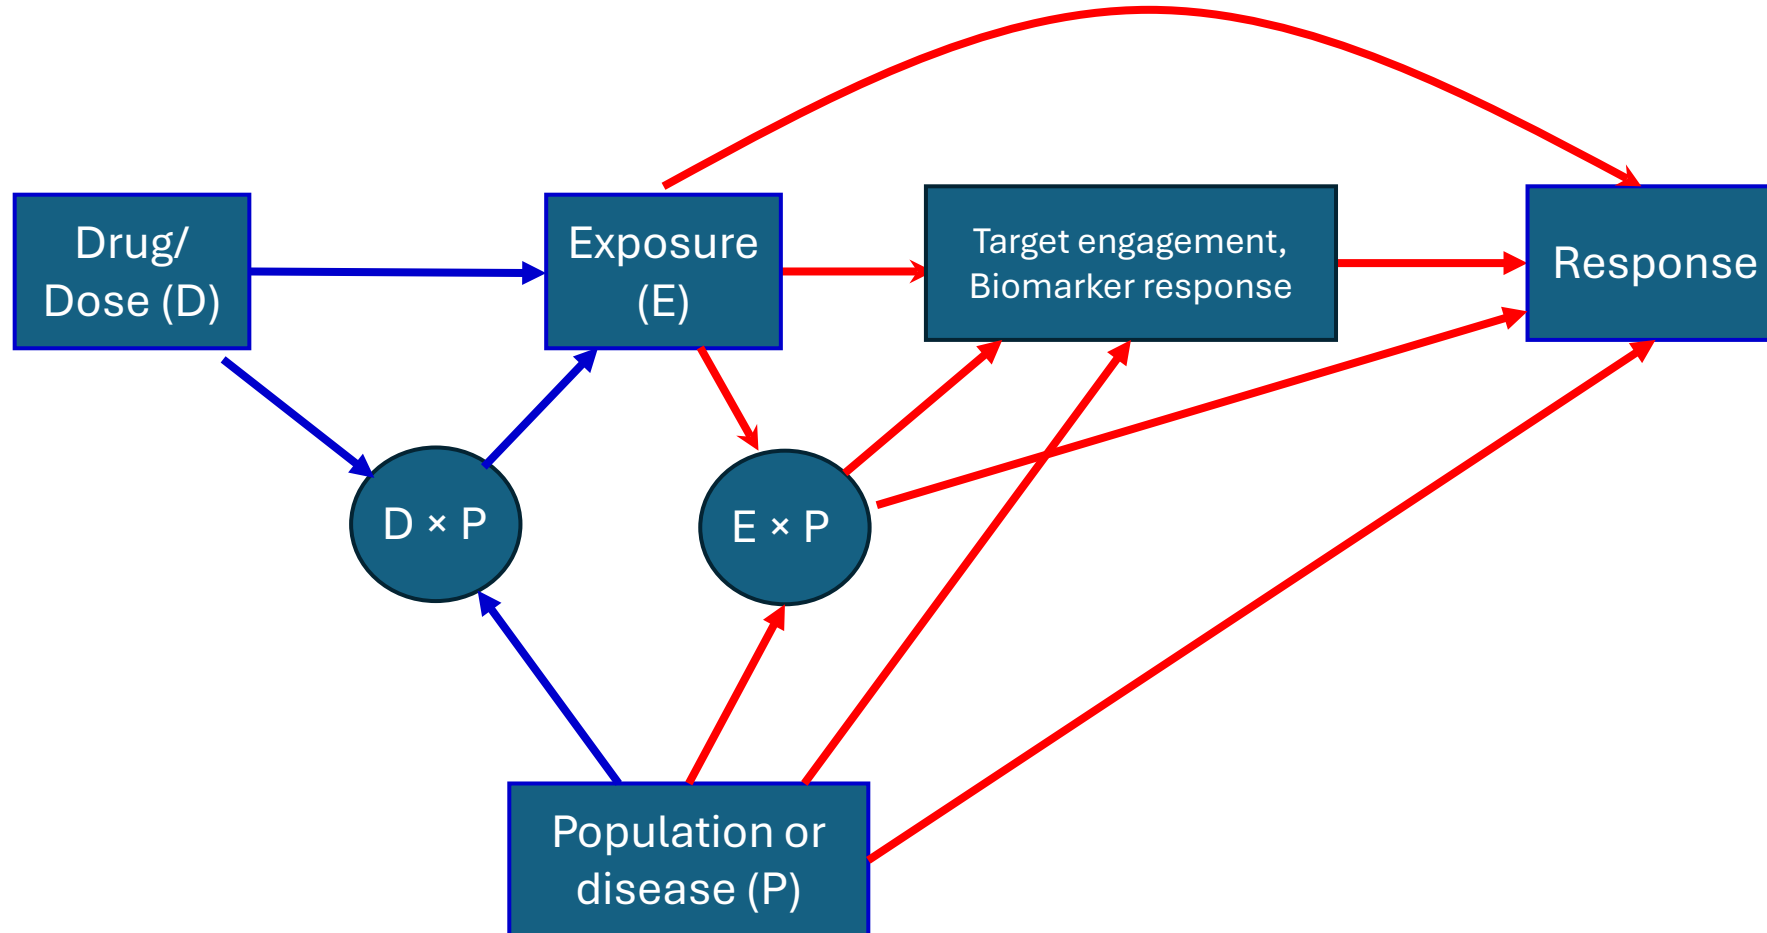 Drug/
Dose (D)
Exposure
(E)
Target engagement,
Biomarker response
Response
D × P
E × P
Population or
disease (P)